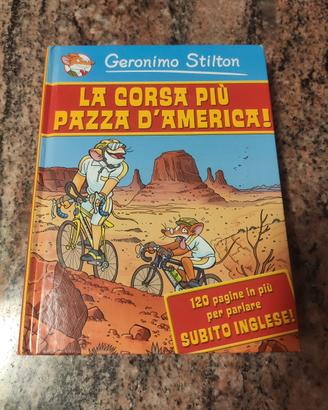 Geronimo Stilton
LA CORSA PIÙ
PAZZA D'AMERICA!
120 pagine in più
per parlare
SUBITO INGLESE!